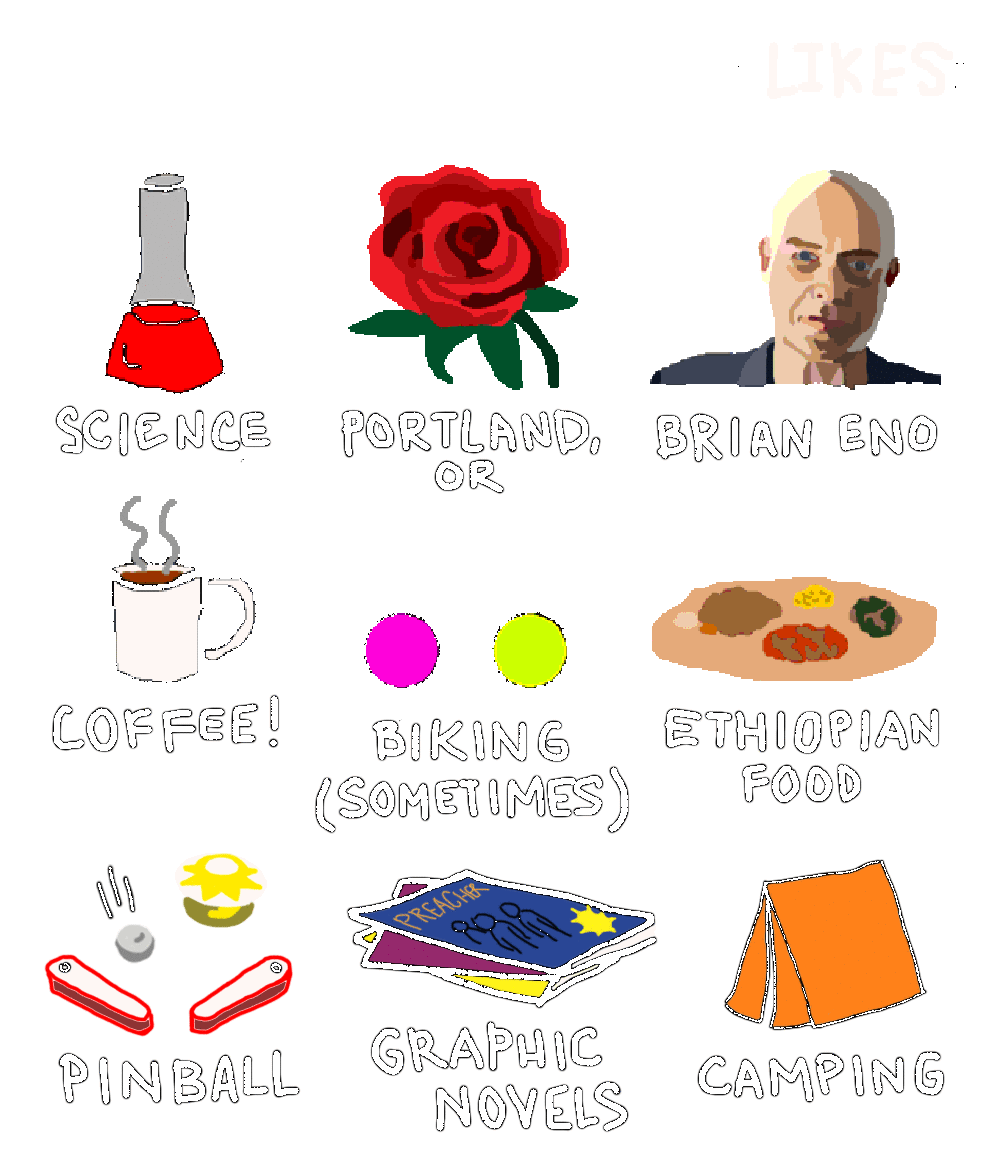 LIKES
SCIENCE
PORTLAND,
OR
BRIAN ENO
COFFEE!
BIKING
(SOMETIMES)
ETHIOPIAN
FOOD
PINBALL
PREACHER
GRAPHIC
NOVELS
CAMPING